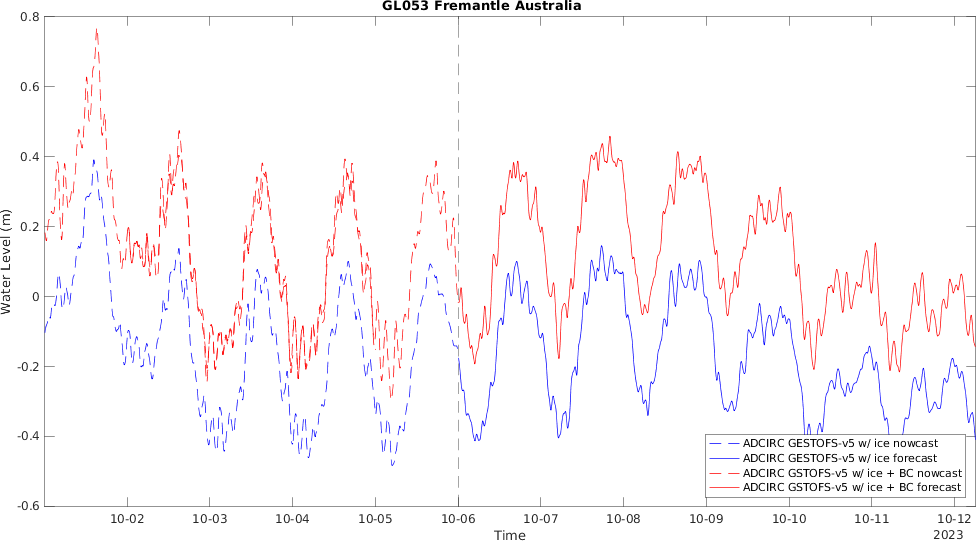 GL053 Fremantle Australia
Water Level (m)
0.8
0.6
0.4
0.2
0
-0.2
-0.4
-0.6
ADCIRC GESTOFS-v5 w/ ice nowcast
ADCIRC GESTOFS-v5 w/ ice forecast
ADCIRC GSTOFS-v5 w/ ice + BC nowcast
ADCIRC GSTOFS-v5 w/ ice + BC forecast
10-02 10-03 10-04 10-05 10-06 10-07 10-08 10-09 10-10 10-11 10-12
Time
2023